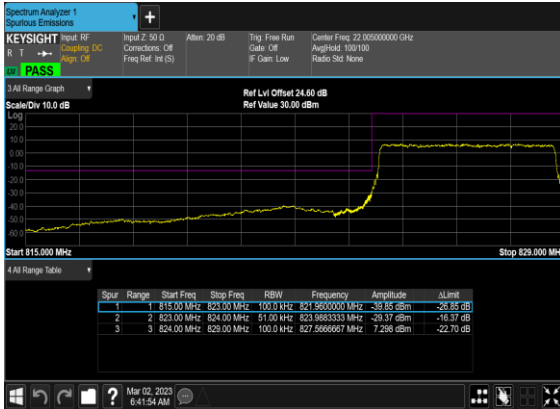 Spectrum Analyzer 1
Spurious Emissions
+
KEYSIGHT Input: RF Input Z: 50 Ω Atten: 20 dB Trig: Free Run Center Freq: 22.005000000 GHz
R T Coupling: DC Corrections: Off Gate: Off Avg|Hold: 100/100
Align: Off Freq Ref: Int (S) IF Gain: Low Radio Std: None
PASS
3 All Range Graph
Ref Lvl Offset 24.60 dB
Scale/Div 10.0 dB Ref Value 30.00 dBm
Log
20.0
10.0
0.00
-10.0
-20.0
-30.0
-40.0
-50.0
-60.0
Start 815.000 MHz Stop 829.000 MH
4 All Range Table
Spur Range Start Freq Stop Freq RBW Frequency Amplitude ΔLimit
1 1 815.00 MHz 823.00 MHz 100.0 kHz 821.9600000 MHz -39.85 dBm -26.85 dB
2 2 823.00 MHz 824.00 MHz 51.00 kHz 823.9883333 MHz -29.37 dBm -16.37 dB
3 3 824.00 MHz 829.00 MHz 100.0 kHz 827.5666667 MHz 7.298 dBm -22.70 dB
? Mar 02, 2023
6:41:54 AM